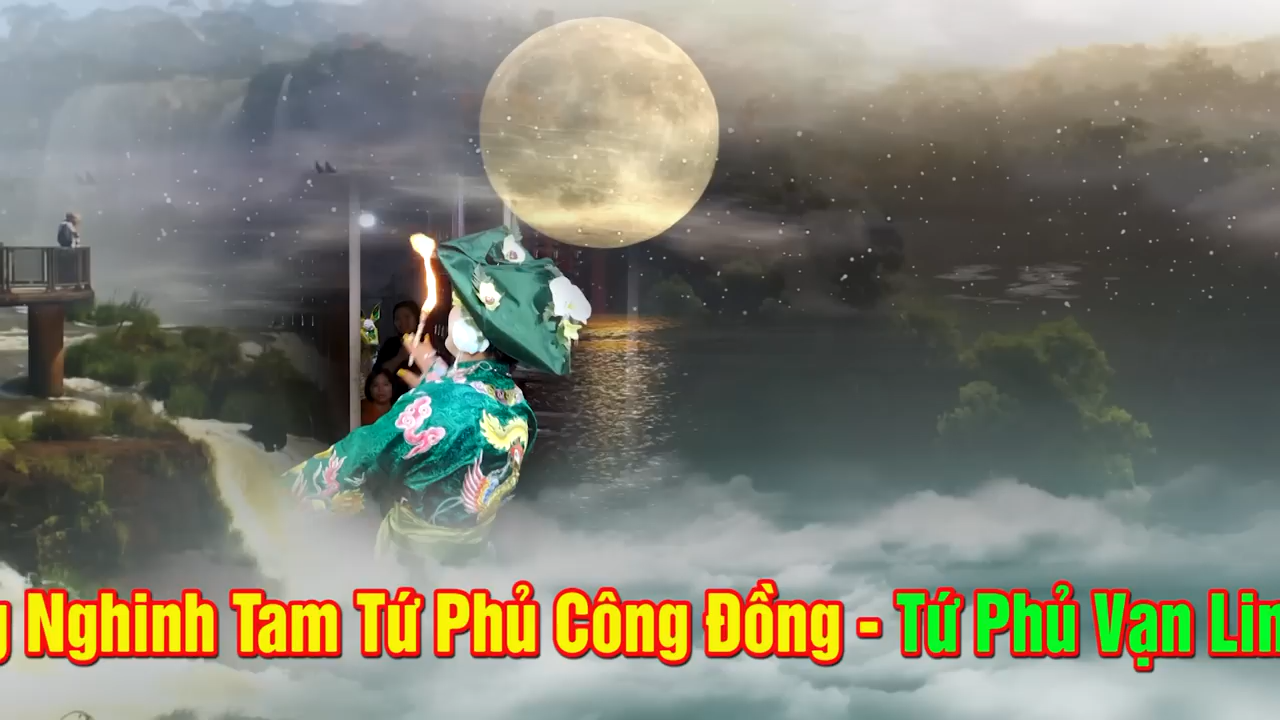 Nghinh Tam Tứ Phủ Công Đồng - Tứ Phủ Vạn